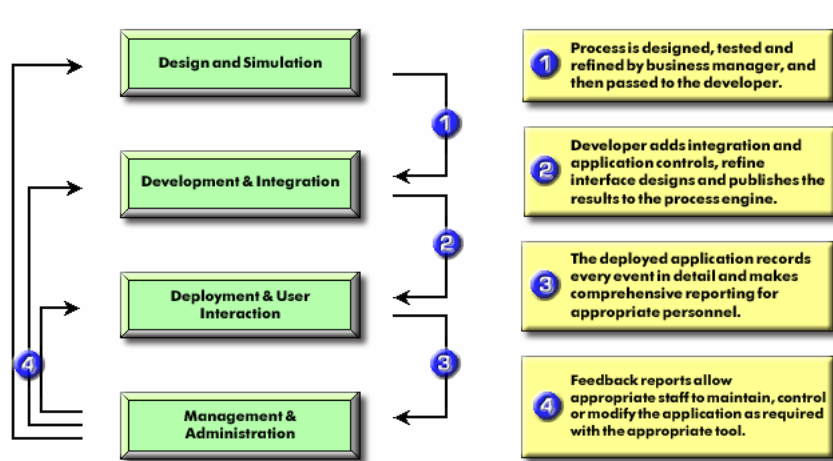 Design and Simulation
1
Development & Integration
2
Deployment & User
Interaction
3
4
Management &
Administration
1
Process is designed, tested and
refined by business manager, and
then passed to the developer.
2
Developer adds integration and
application controls, refine
interface designs and publishes the
results to the process engine.
3
The deployed application records
every event in detail and makes
comprehensive reporting for
appropriate personnel.
4
Feedback reports allow
appropriate staff to maintain, control
or modify the application as required
with the appropriate tool.